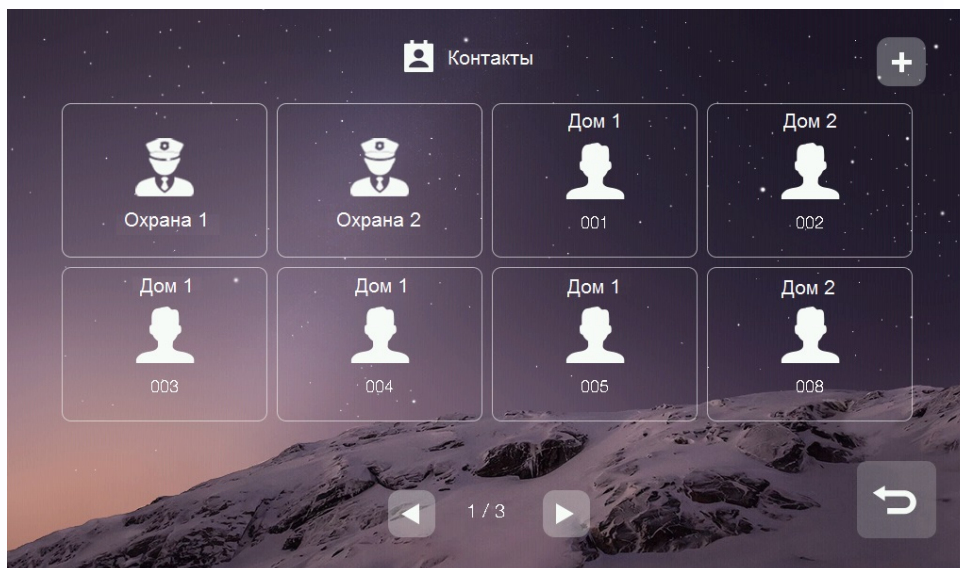 Контакты
Охрана 1
Охрана 2
Дом 1
001
Дом 2
002
Дом 1
003
Дом 1
004
Дом 1
005
Дом 2
008
1 / 3